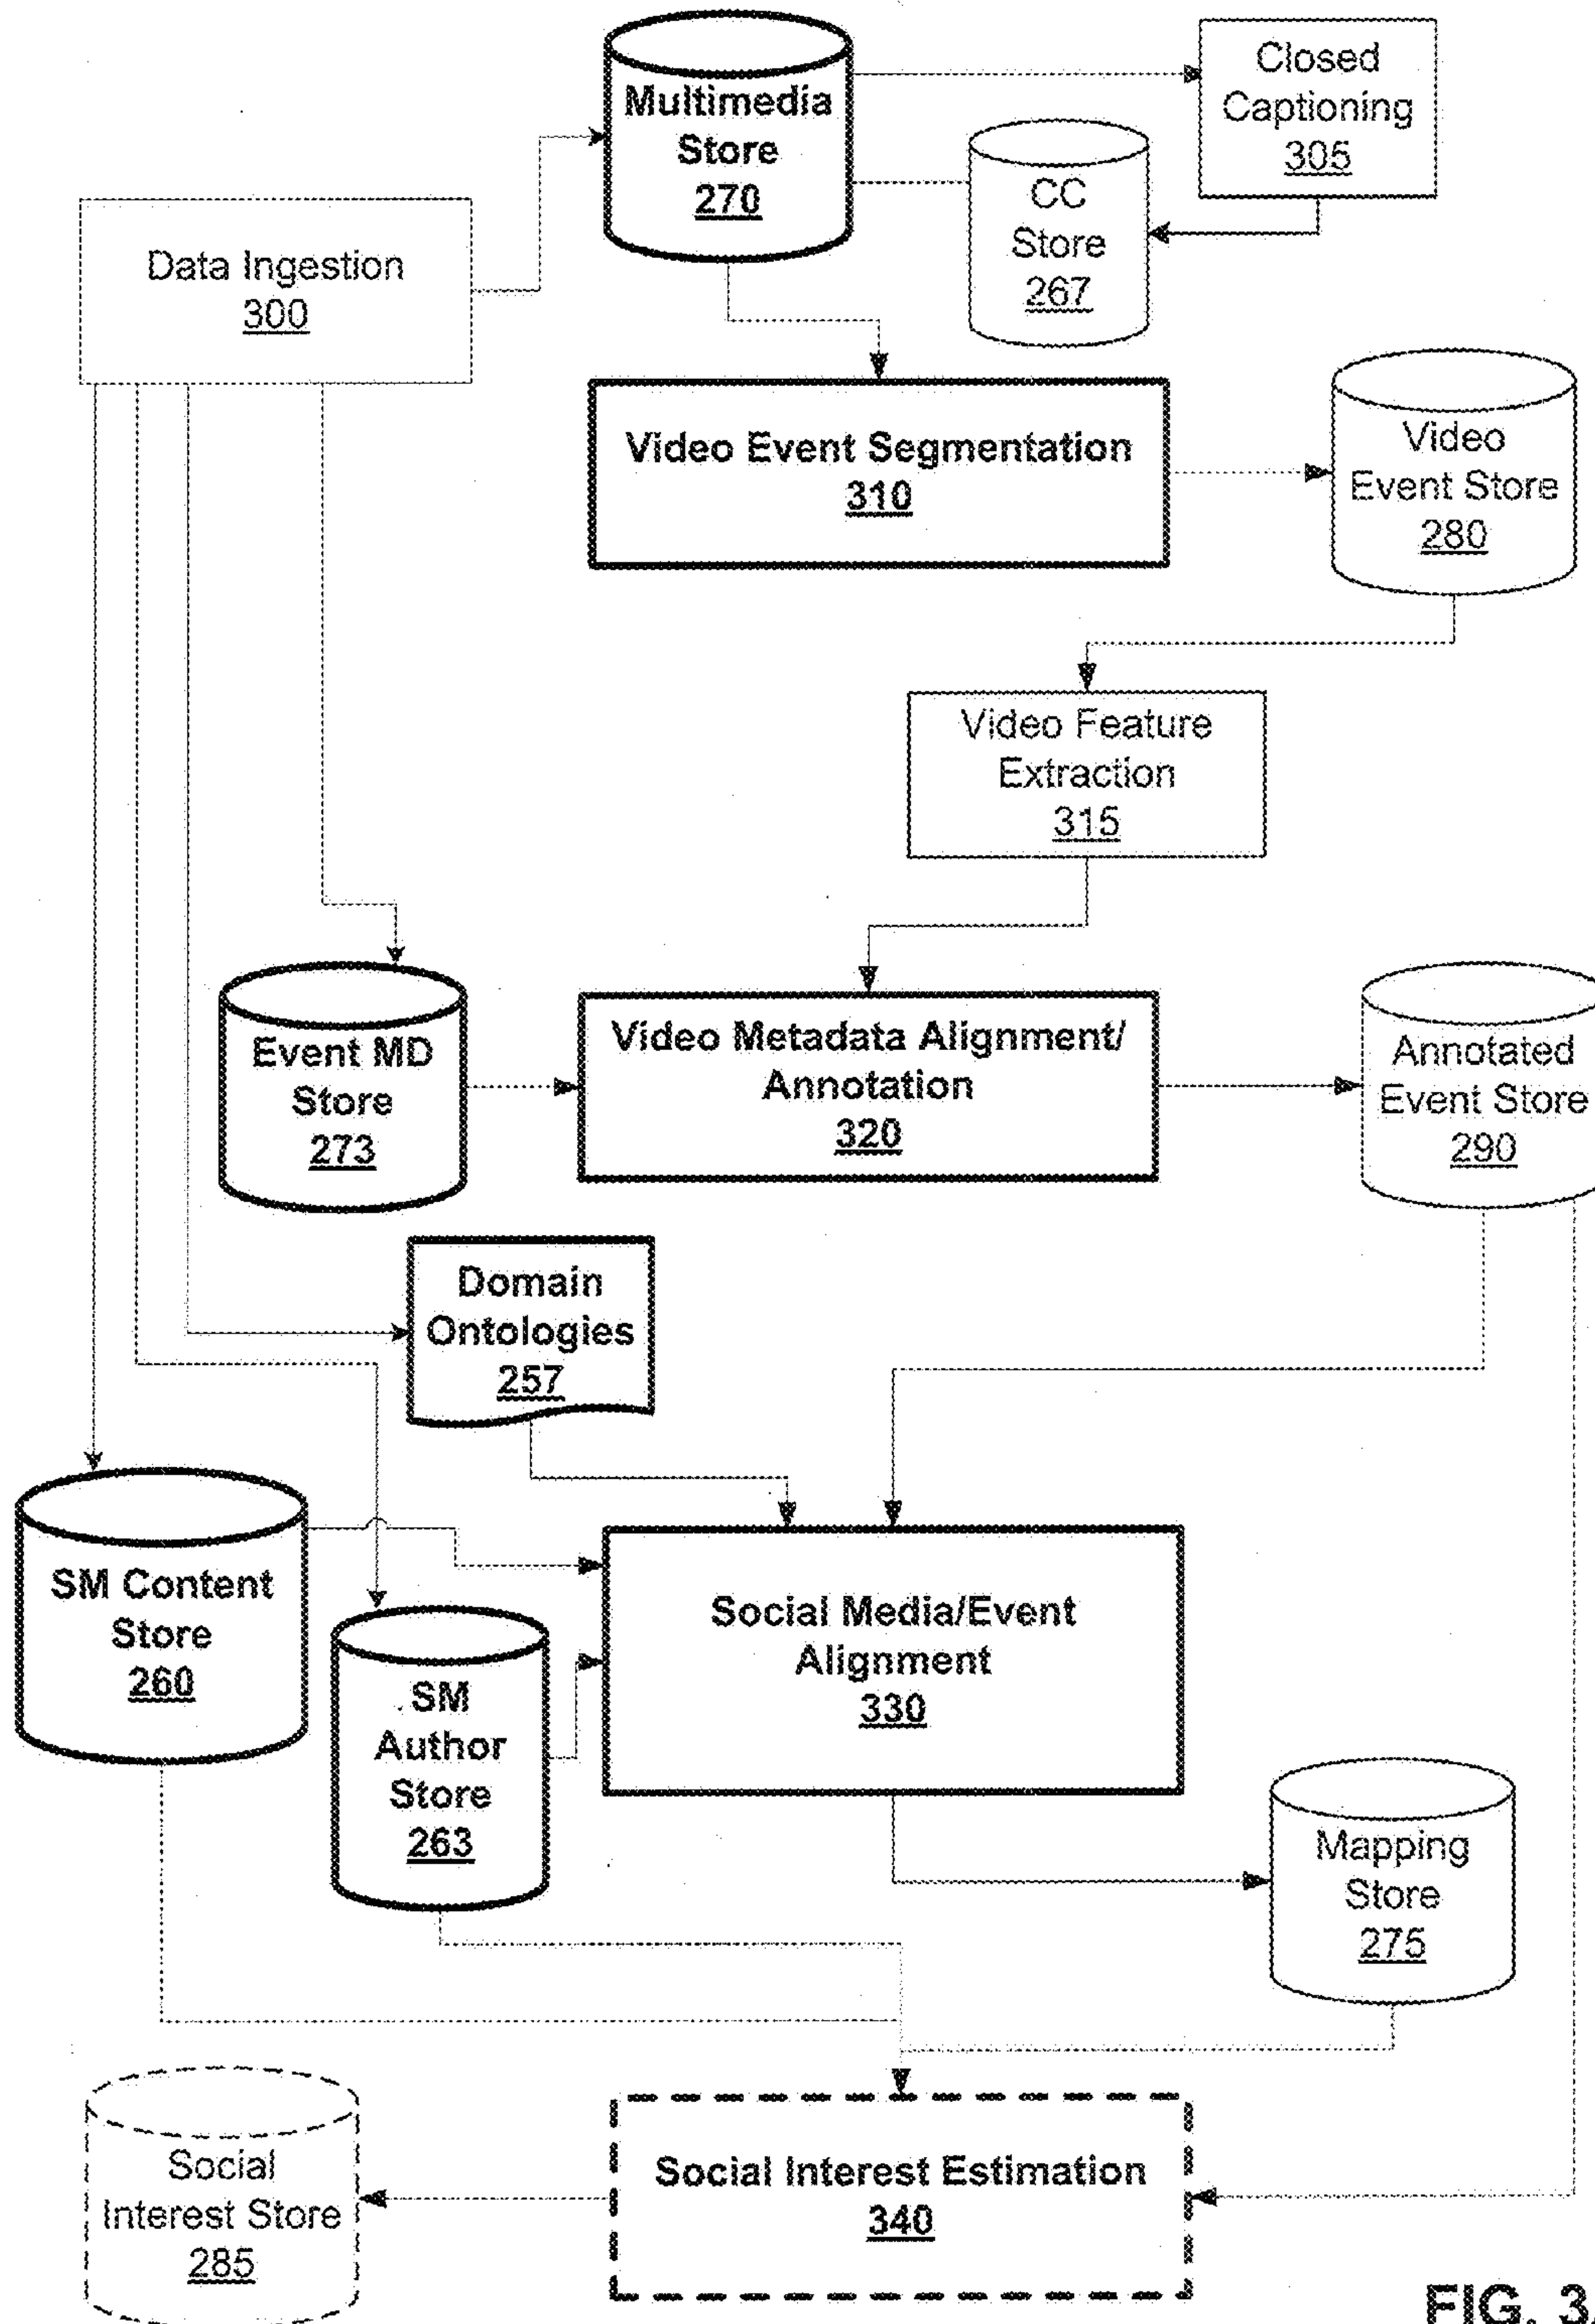 Multimedia
Store
270
Closed
Captioning
305
CC
Store
267
Data Ingestion
300
Video Event Segmentation
310
Video
Event Store
280
Video Feature
Extraction
315
Event MD
Store
273
Video Metadata Alignment/
Annotation
320
Annotated
Event Store
290
Domain
Ontologies
257
SM Content
Store
260
SM
Author
Store
263
Social Media/Event
Alignment
330
Mapping
Store
275
Social
Interest Store
285
Social Interest Estimation
340
FIG. 3